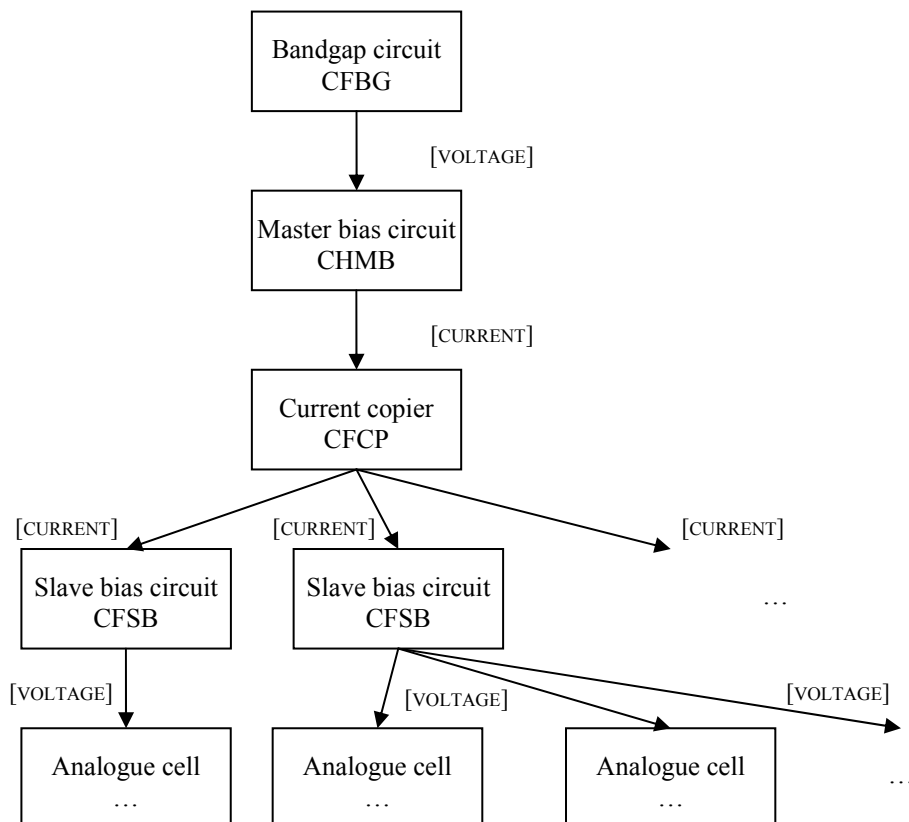 Bandgap circuit
CFBG
[VOLTAGE]
Master bias circuit
CHMB
[CURRENT]
Current copier
CFCP
[CURRENT]
[CURRENT]
[CURRENT]
Slave bias circuit
CFSB
Slave bias circuit
CFSB
…
[VOLTAGE]
[VOLTAGE]
[VOLTAGE]
Analogue cell
…
Analogue cell
…
Analogue cell
…
…